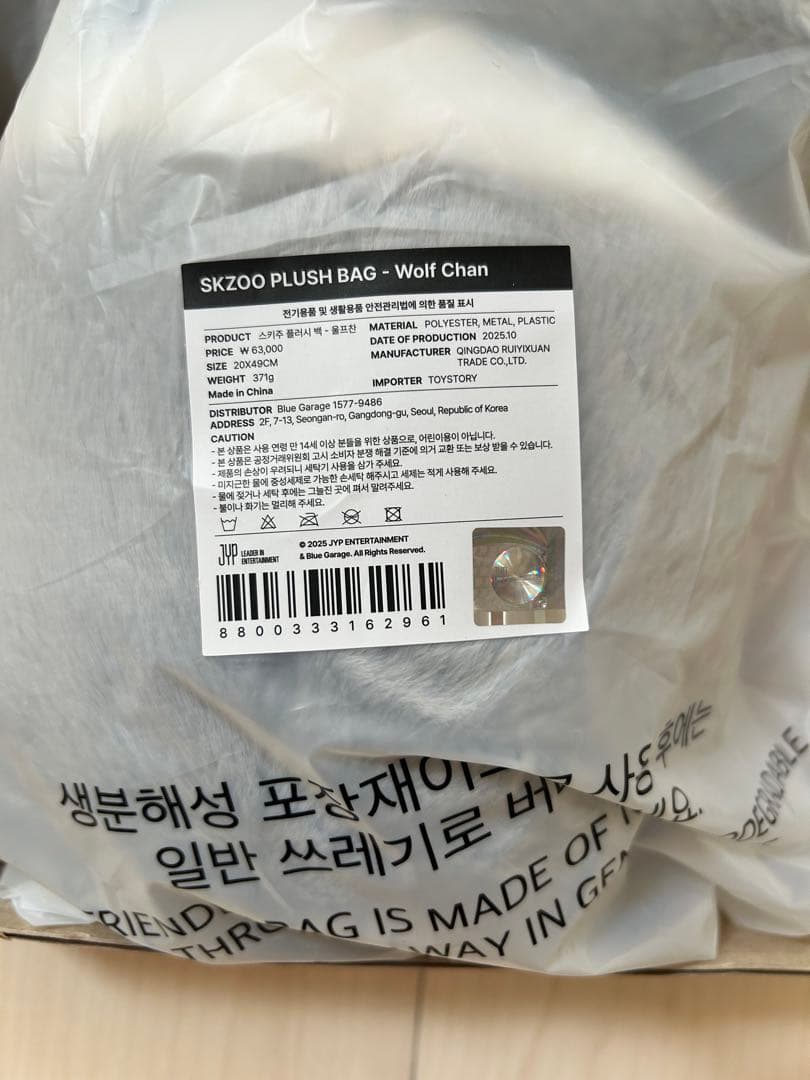 SKZOO PLUSH BAG - Wolf Chan
전기용품 및 생활용품 안전관리법에 의한 품질 표시
PRODUCT 스키주 플러시 백 - 울프찬
PRICE ₩ 63,000
SIZE 20X49CM
WEIGHT 371g
Made in China
MATERIAL POLYESTER, METAL, PLASTIC
DATE OF PRODUCTION 2025.10
MANUFACTURER QINGDAO RUIYIXUAN
TRADE CO.,LTD.
IMPORTER TOYSTORY
DISTRIBUTOR Blue Garage 1577-9486
ADDRESS 2F, 7-13, Seongan-ro, Gangdong-gu, Seoul, Republic of Korea
CAUTION
- 본 상품은 사용 연령 만 14세 이상 분들을 위한 상품으로, 어린이용이 아닙니다.
- 본 상품은 공정거래위원회 고시 소비자 분쟁 해결 기준에 의거 교환 또는 보상 받을 수 있습니다.
- 제품의 손상이 우려되니 세탁기 사용을 삼가 주세요.
- 미지근한 물에 중성세제로 가능한 손세탁 해주시고 세제는 적게 사용해 주세요.
- 물에 젖거나 세탁 후에는 그늘진 곳에 펴서 말려주세요.
- 불이나 화기는 멀리해 주세요.
JYP LEADER IN
ENTERTAINMENT
© 2025 JYP ENTERTAINMENT
& Blue Garage. All Rights Reserved.
8800333162961
생분해성 포장재이 사용 후에는
일반 쓰레기로 버
BAG IS MADE OF
WAY IN GEN